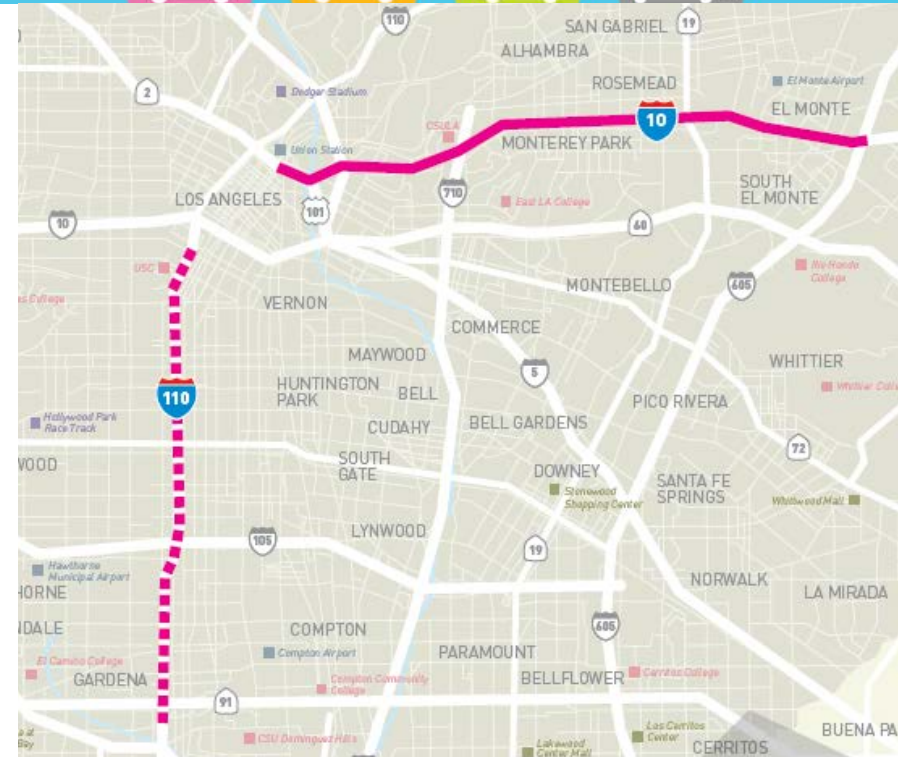 110
SAN GABRIEL
19
ALHAMBRA
ROSEMEAD
2
Dodger Stadium
El Monte Airport
EL MONTE
10
CSULA
Union Station
MONTEREY PARK
SOUTH
EL MONTE
LOS ANGELES
710
East LA College
101
10
60
USC
Rio Hondo
College
MONTEBELLO
605
College
VERNON
COMMERCE
MAYWOOD
WHITTIER
5
HUNTINGTON
PARK
BELL
110
PICO RIVERA
Whittier
Hollywood Park
Race Track
CUDAHY
BELL GARDENS
72
WOOD
SOUTH
GATE
DOWNEY
SANTA FE
SPRINGS
Stonewood
Shopping Center
Whittwood Mall
LYNWOOD
105
19
Hawthorne
Municipal Airport
NORWALK
HORNE
LA MIRADA
NDALE
COMPTON
605
Compton Airport
PARAMOUNT
El Camino College
GARDENA
Compton Community
College
BELLFLOWER
Cerritos College
91
BUENA PA
Bay
CSU Dominguez Hills
Lakewood
Center Mall
Los Cerritos
Center
CERRITOS